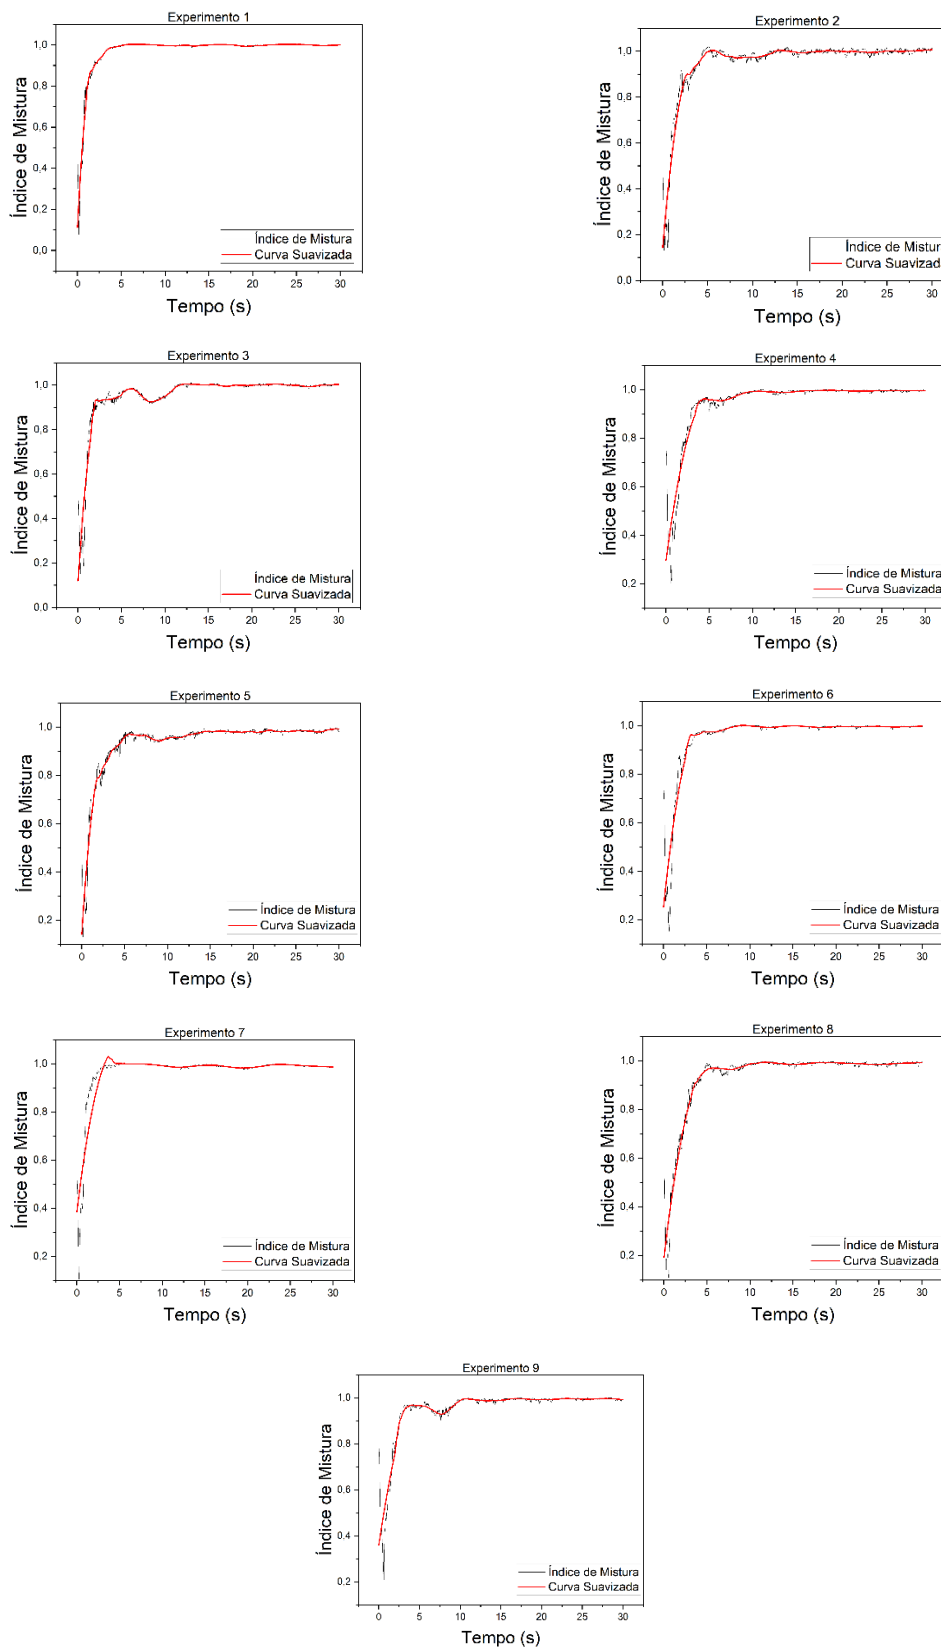 Experimento 1
Índice de Mistura
1,0
0,8
0,6
0,4
0,2
0,0
Índice de Mistura
Curva Suavizada
0 5 10 15 20 25 30
Tempo (s)
Experimento 2
Índice de Mistura
1,0
0,8
0,6
0,4
0,2
0,0
Índice de Mistura
Curva Suavizada
0 5 10 15 20 25 30
Tempo (s)
Experimento 3
Índice de Mistura
1,0
0,8
0,6
0,4
0,2
0,0
Índice de Mistura
Curva Suavizada
0 5 10 15 20 25 30
Tempo (s)
Experimento 4
Índice de Mistura
1,0
0,8
0,6
0,4
0,2
Índice de Mistura
Curva Suavizada
0 5 10 15 20 25 30
Tempo (s)
Experimento 5
Índice de Mistura
1,0
0,8
0,6
0,4
0,2
Índice de Mistura
Curva Suavizada
0 5 10 15 20 25 30
Tempo (s)
Experimento 6
Índice de Mistura
1,0
0,8
0,6
0,4
0,2
Índice de Mistura
Curva Suavizada
0 5 10 15 20 25 30
Tempo (s)
Experimento 7
Índice de Mistura
1,0
0,8
0,6
0,4
0,2
Índice de Mistura
Curva Suavizada
0 5 10 15 20 25 30
Tempo (s)
Experimento 8
Índice de Mistura
1,0
0,8
0,6
0,4
0,2
Índice de Mistura
Curva Suavizada
0 5 10 15 20 25 30
Tempo (s)
Experimento 9
Índice de Mistura
1,0
0,8
0,6
0,4
0,2
Índice de Mistura
Curva Suavizada
0 5 10 15 20 25 30
Tempo (s)